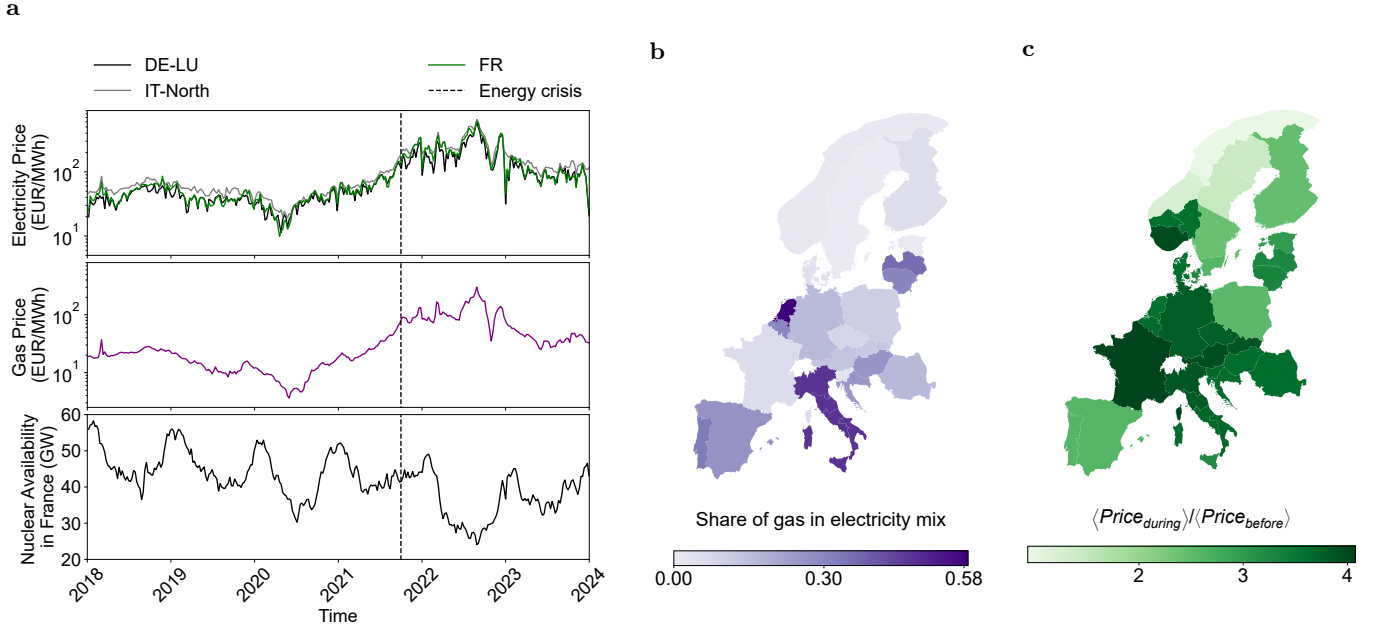 a
DE-LU
IT-North
FR
Energy crisis
Electricity Price
(EUR/MWh)
10²
10¹
Gas Price
(EUR/MWh)
10²
10¹
Nuclear Availability
in France (GW)
60
50
40
30
20
2018
2019
2020
2021
2022
2023
2024
Time
b
Share of gas in electricity mix
0.00
0.30
0.58
c
⟨Price_during⟩/⟨Price_before⟩
2
3
4